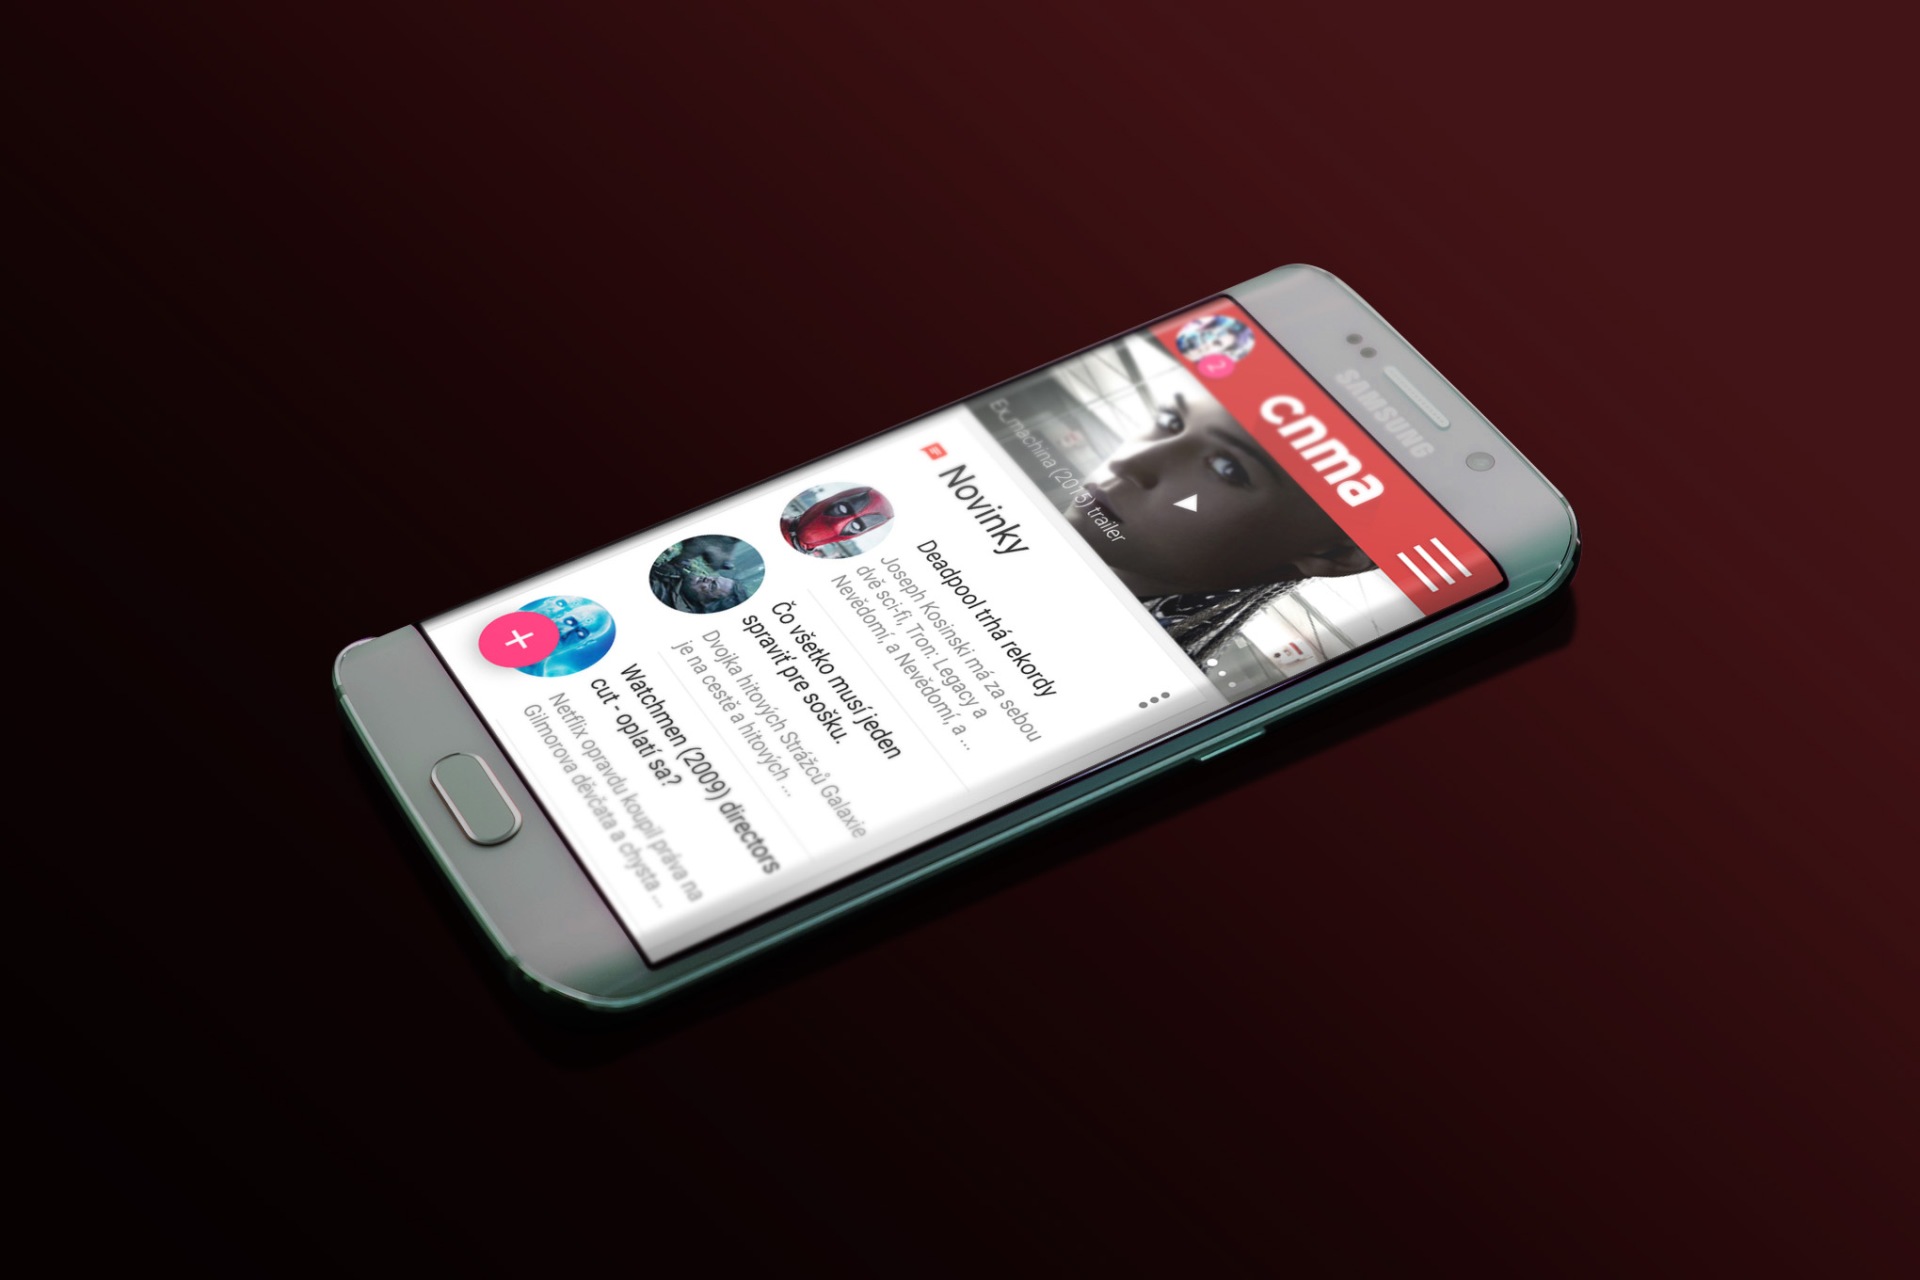 SAMSUNG
2
cnma
Ex_machina (2015) trailer
Novinky
Deadpool trhá rekordy
Joseph Kosinski má za sebou
dvě sci-fi, Tron: Legacy a
Nevědomí, a Nevědomí, a ...
Čo všetko musí jeden
spraviť pre sošku.
Dvojka hitových Strážců Galaxie
je na cestě a hitových ...
Watchmen (2009) directors
cut - oplatí sa?
Netflix opravdu koupil práva na
Gilmorova děvčata a chysta ...